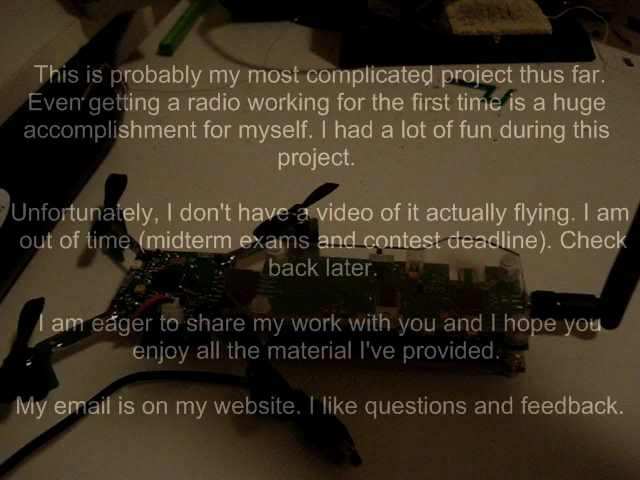 This is probably my most complicated project thus far.
Even getting a radio working for the first time is a huge
accomplishment for myself. I had a lot of fun during this
project.
Unfortunately, I don't have a video of it actually flying. I am
out of time (midterm exams and contest deadline). Check
back later.
I am eager to share my work with you and I hope you
enjoy all the material I've provided.
My email is on my website. I like questions and feedback.